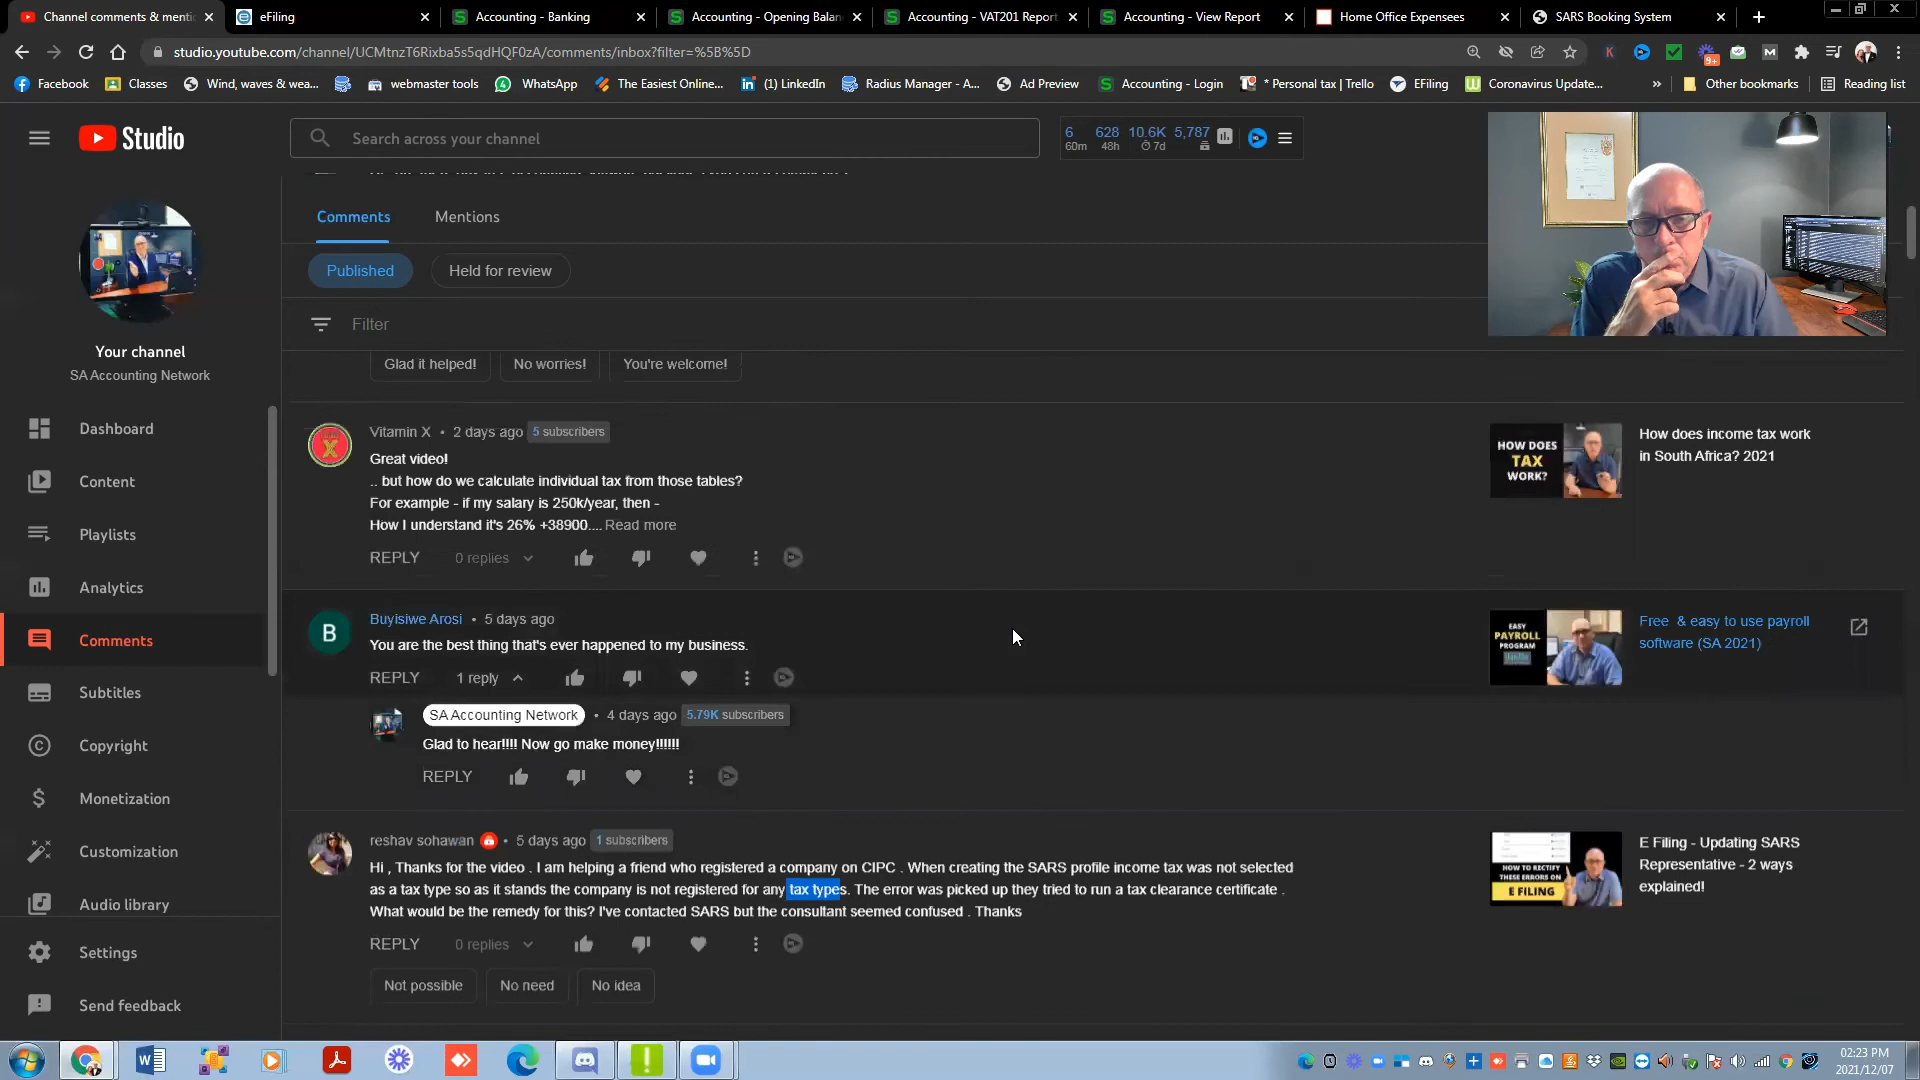 Channel comments & menti
eFiling
Accounting - Banking
Accounting - Opening Balan
Accounting - VAT201 Report
Accounting - View Report
Home Office Expensees
SARS Booking System
studio.youtube.com/channel/UCMtnzT6Rixba5s5qdHQF0zA/comments/inbox?filter=%5B%5D
Facebook
Classes
Wind, waves & wea...
webmaster tools
WhatsApp
The Easiest Online...
(1) LinkedIn
Radius Manager - A...
Ad Preview
Accounting - Login
* Personal tax | Trello
EFiling
Coronavirus Update...
»
Other bookmarks
Reading list
Studio
Search across your channel
6 628 10.6K 5,787
60m 48h 7d
9+
Your channel
SA Accounting Network
Dashboard
Content
Playlists
Analytics
Comments
Subtitles
Copyright
Monetization
Customization
Audio library
Settings
Send feedback
Comments
Mentions
Published
Held for review
Filter
Glad it helped!
No worries!
You're welcome!
Vitamin X • 2 days ago 5 subscribers
Great video!
.. but how do we calculate individual tax from those tables?
For example - if my salary is 250k/year, then -
How I understand it's 26% +38900.... Read more
REPLY 0 replies
HOW DOES
TAX
WORK?
How does income tax work
in South Africa? 2021
B
Buyisiwe Arosi • 5 days ago
You are the best thing that's ever happened to my business.
REPLY 1 reply
EASY
PAYROLL
PROGRAM
Free & easy to use payroll
software (SA 2021)
SA Accounting Network • 4 days ago 5.79K subscribers
Glad to hear!!!! Now go make money!!!!!!
REPLY
reshav sohawan • 5 days ago 1 subscribers
Hi , Thanks for the video . I am helping a friend who registered a company on CIPC . When creating the SARS profile income tax was not selected
as a tax type so as it stands the company is not registered for any tax types. The error was picked up they tried to run a tax clearance certificate .
What would be the remedy for this? I've contacted SARS but the consultant seemed confused . Thanks
REPLY 0 replies
Not possible
No need
No idea
HOW TO RECTIFY
THESE ERRORS ON
E FILING
E Filing - Updating SARS
Representative - 2 ways
explained!
02:23 PM
2021/12/07